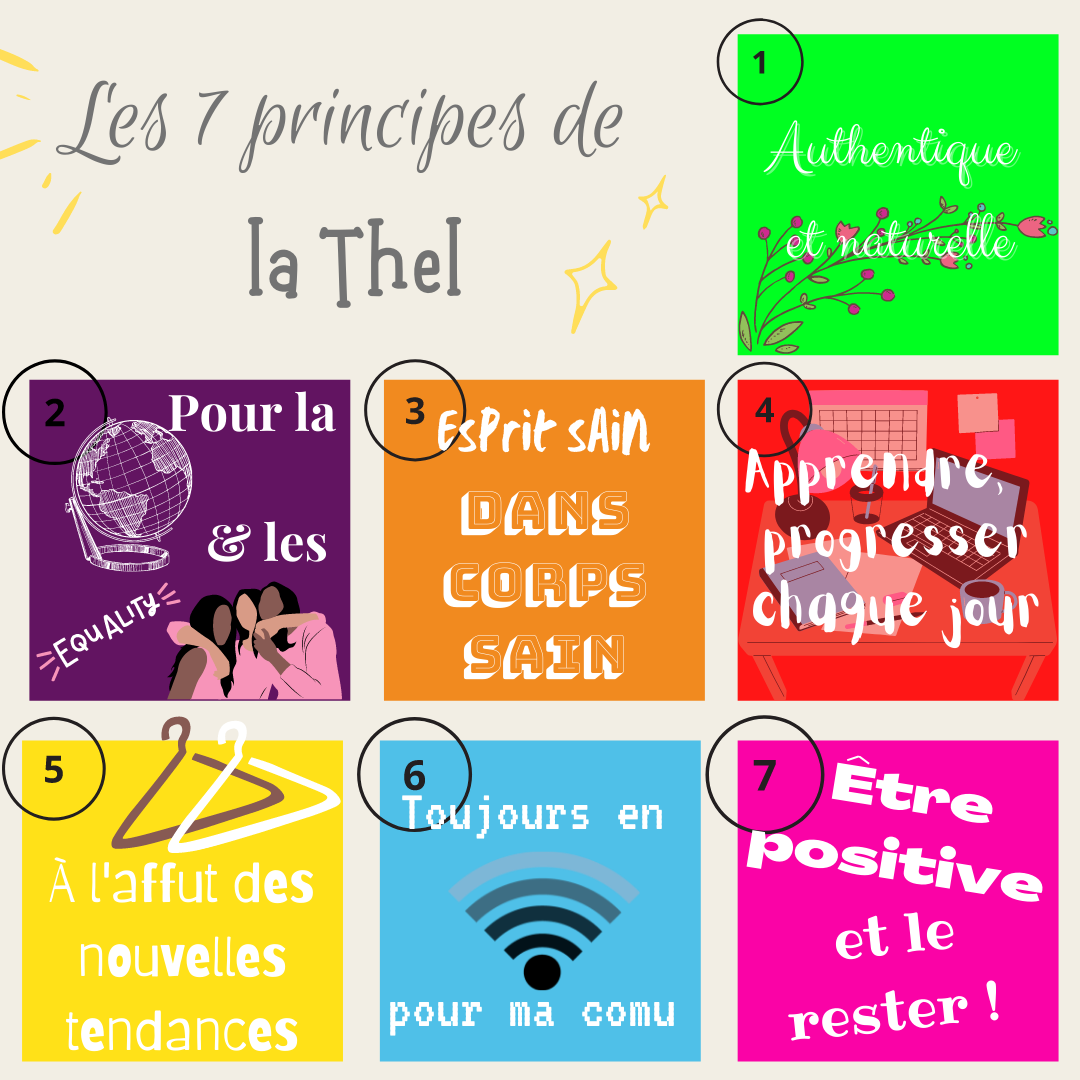 Les 7 principes de
la Thel
1
Authentique
et naturelle
2
Pour la
& les
EQUALITY
3
Esprit sain
DANS
CORPS
SAIN
4
Apprendre,
progresser
chaque jour
5
À l'affut des
nouvelles
tendances
6
Toujours en
pour ma comu
7
Être
positive
et le
rester !